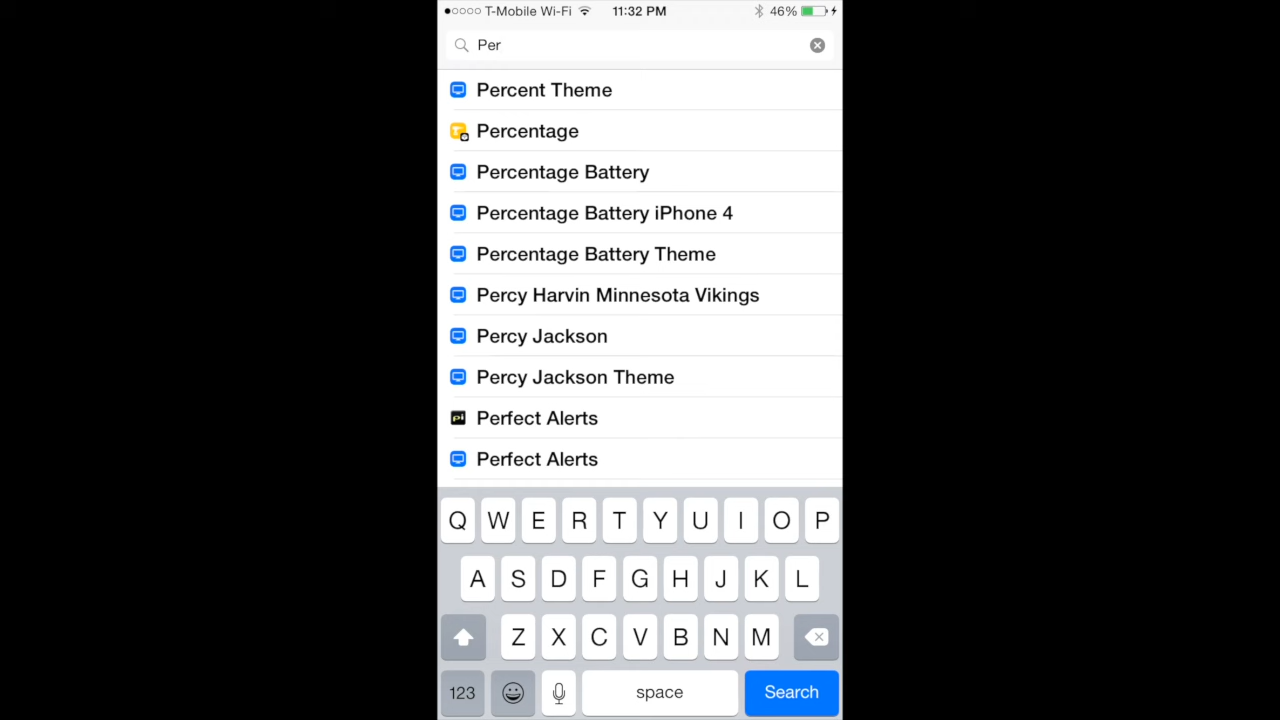 T-Mobile Wi-Fi 11:32 PM 46%
Per
Percent Theme
Percentage
Percentage Battery
Percentage Battery iPhone 4
Percentage Battery Theme
Percy Harvin Minnesota Vikings
Percy Jackson
Percy Jackson Theme
pi Perfect Alerts
Perfect Alerts
Q W E R T Y U I O P
A S D F G H J K L
Z X C V B N M
123 space Search